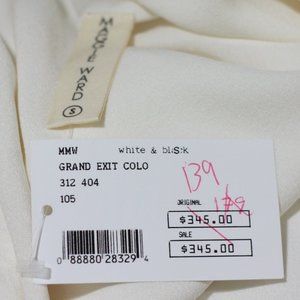 MAGGIE WARD
S
MMW white & black
GRAND EXIT COLO
312 404
105
139
ORIGINAL
$345.00
SALE
$345.00
0 88880 28329 4